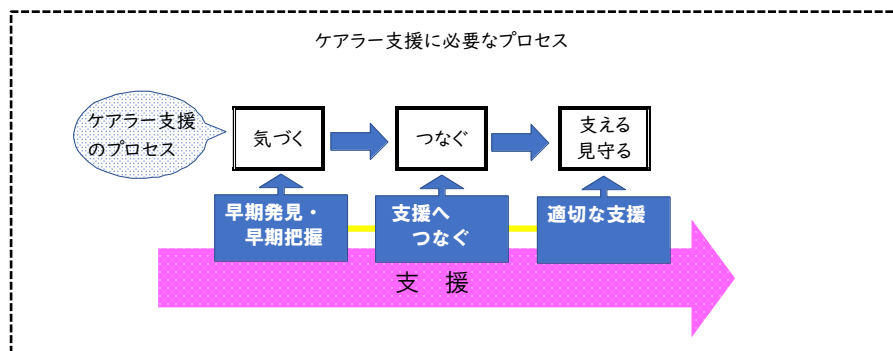 ケアラー支援に必要なプロセス
ケアラー支援
のプロセス
気づく
つなぐ
支える
見守る
早期発見・
早期把握
支援へ
つなぐ
適切な支援
支　援